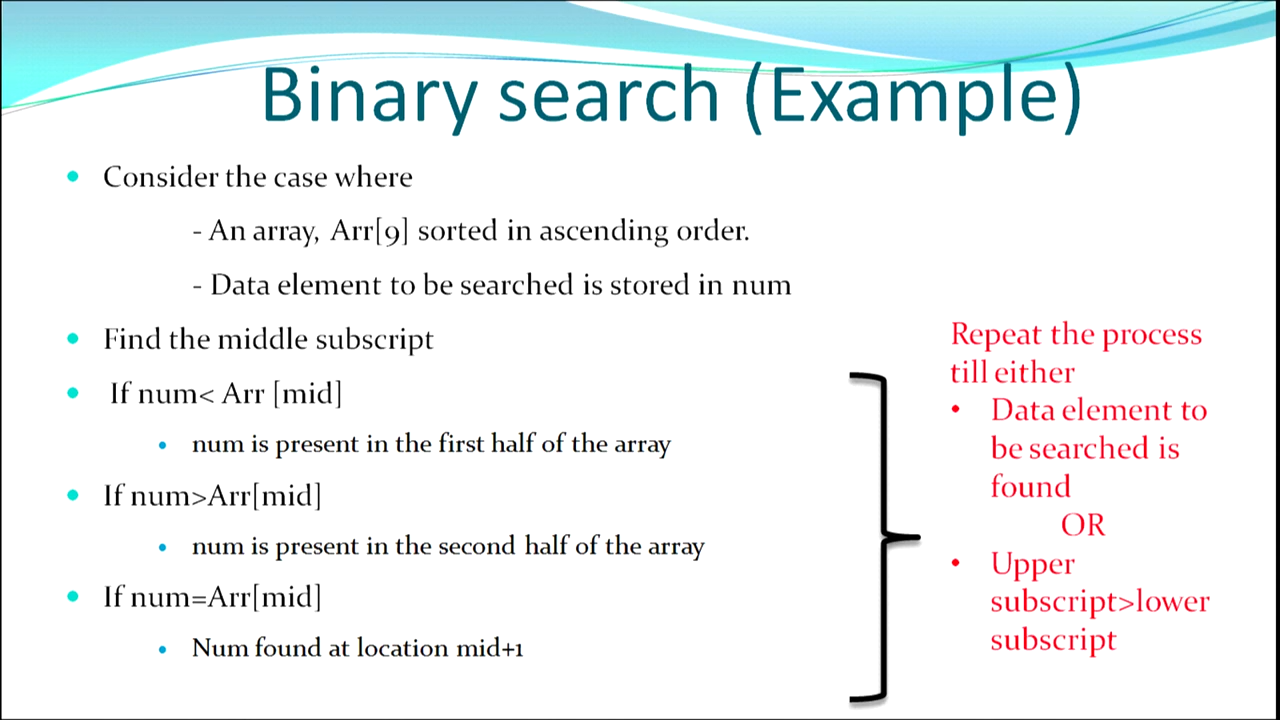 Binary search (Example)
• Consider the case where
- An array, Arr[9] sorted in ascending order.
- Data element to be searched is stored in num
• Find the middle subscript
• If num< Arr [mid]
• num is present in the first half of the array
• If num>Arr[mid]
• num is present in the second half of the array
• If num=Arr[mid]
• Num found at location mid+1
Repeat the process
till either
• Data element to
be searched is
found
OR
• Upper
subscript>lower
subscript